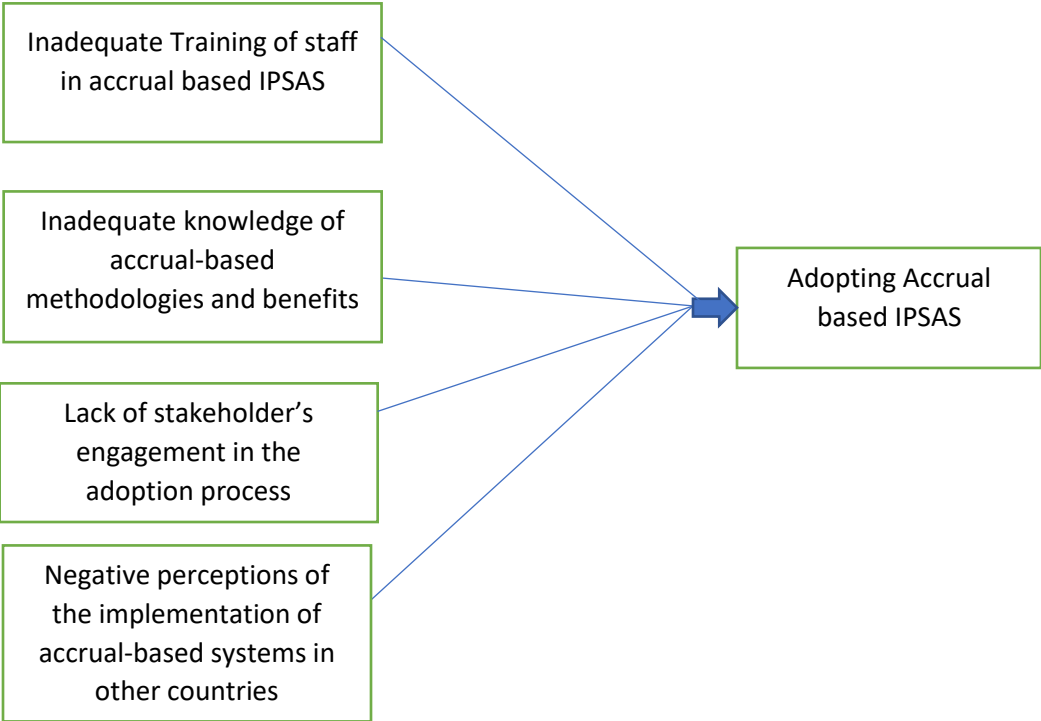 Inadequate Training of staff
in accrual based IPSAS
Inadequate knowledge of
accrual-based
methodologies and benefits
Lack of stakeholder’s
engagement in the
adoption process
Negative perceptions of
the implementation of
accrual-based systems in
other countries
Adopting Accrual
based IPSAS